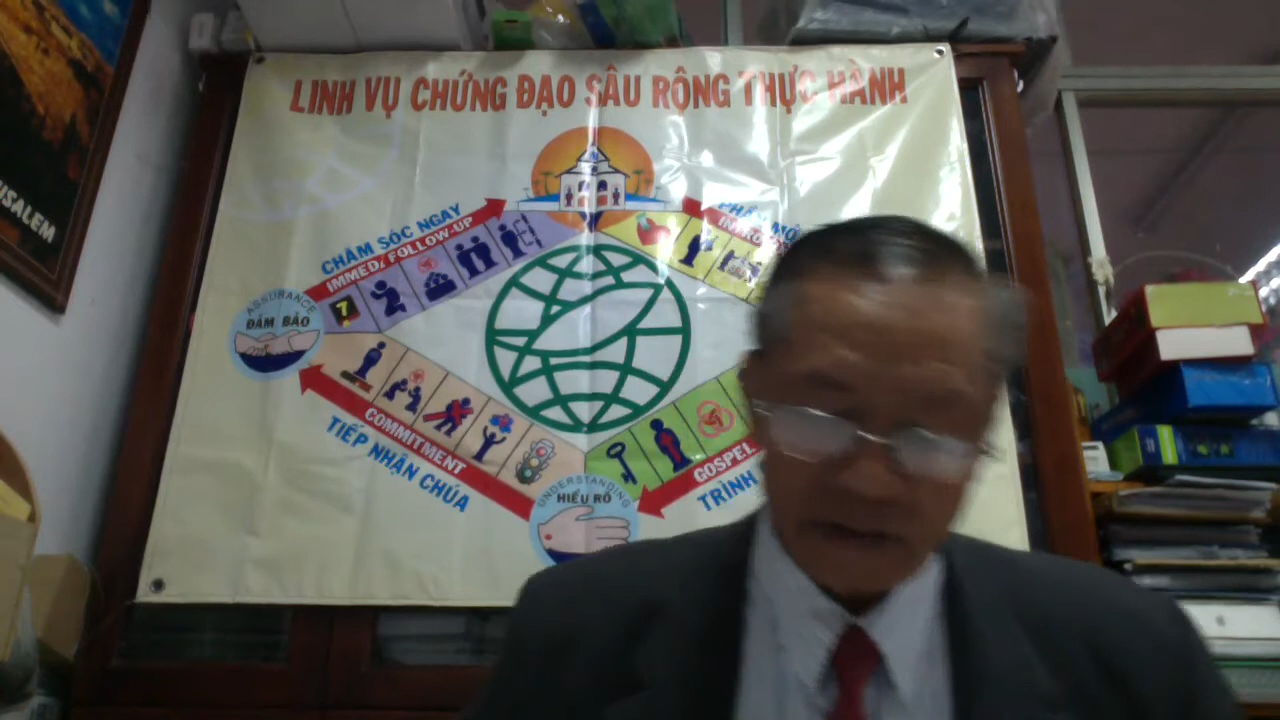 LINH VỤ CHỨNG ĐẠO SÂU RỘNG THỰC HÀNH
CHĂM SÓC NGAY
IMMED/ FOLLOW-UP
7
ASSURANCE
ĐẢM BẢO
COMMITMENT
TIẾP NHẬN CHÚA
UNDERSTANDING
HIỂU RÕ
GOSPEL
TRÌNH
USALEM